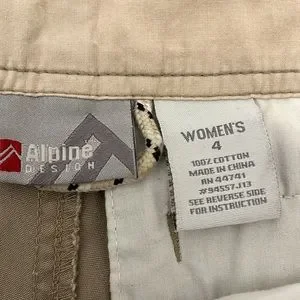 Alpine
DESIGN
WOMEN'S
4
100% COTTON
MADE IN CHINA
RN 44741
#94557J13
SEE REVERSE SIDE
FOR INSTRUCTION